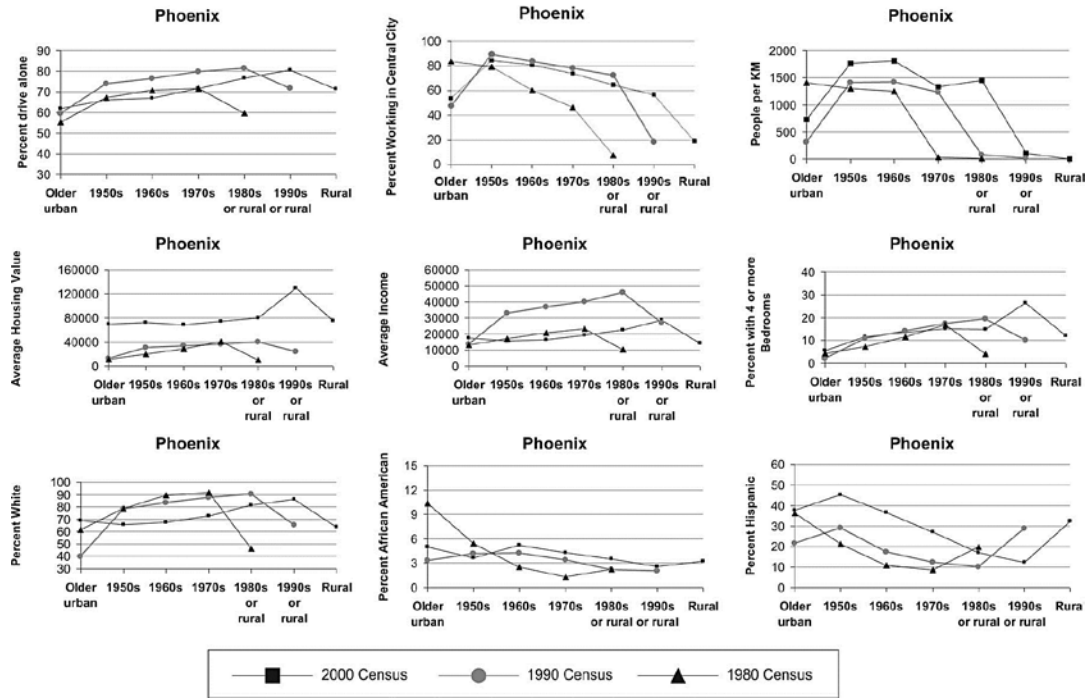 Phoenix
Percent drive alone
90
80
70
60
50
40
30
Older urban 1950s 1960s 1970s 1980s or rural 1990s or rural Rural
Phoenix
Percent Working in Central City
100
80
60
40
20
0
Older urban 1950s 1960s 1970s 1980s or rural 1990s or rural Rural
Phoenix
People per KM
2000
1500
1000
500
0
Older urban 1950s 1960s 1970s 1980s or rural 1990s or rural Rural
Phoenix
Average Housing Value
160000
120000
80000
40000
0
Older urban 1950s 1960s 1970s 1980s or rural 1990s or rural Rural
Phoenix
Average Income
60000
50000
40000
30000
20000
10000
Older urban 1950s 1960s 1970s 1980s or rural 1990s or rural Rural
Phoenix
Percent with 4 or more
Bedrooms
40
30
20
10
0
Older urban 1950s 1960s 1970s 1980s or rural 1990s or rural Rural
Phoenix
Percent White
100
90
80
70
60
50
40
30
Older urban 1950s 1960s 1970s 1980s or rural 1990s or rural Rural
Phoenix
Percent African American
15
12
9
6
3
0
Older urban 1950s 1960s 1970s 1980s or rural 1990s or rural Rural
Phoenix
Percent Hispanic
60
50
40
30
20
10
0
Older urban 1950s 1960s 1970s 1980s or rural 1990s or rural Rural
2000 Census 1990 Census 1980 Census